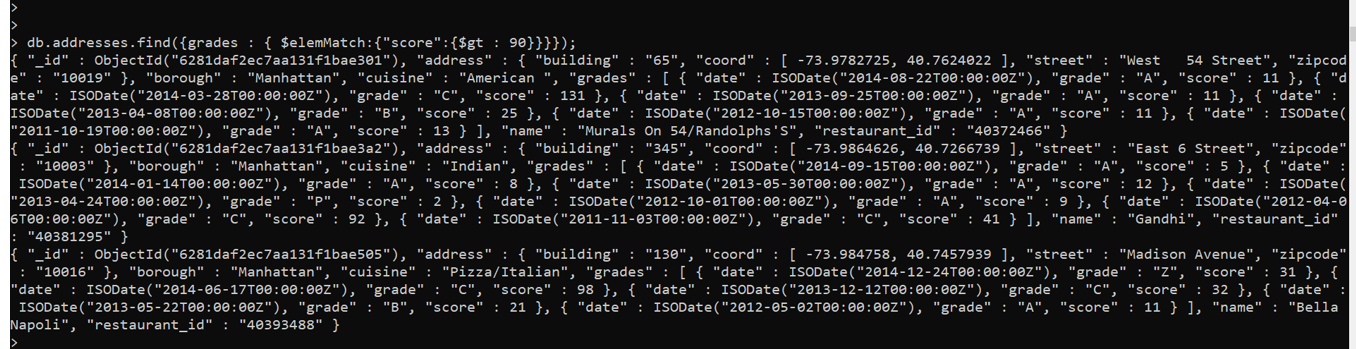 >
>
> db.addresses.find({grades : { $elemMatch:{"score":{$gt : 90}}}});
{ "_id" : ObjectId("6281daf2ec7aa131f1bae301"), "address" : { "building" : "65", "coord" : [ -73.9782725, 40.7624022 ], "street" : "West   54 Street", "zipcod
e" : "10019" }, "borough" : "Manhattan", "cuisine" : "American ", "grades" : [ { "date" : ISODate("2014-08-22T00:00:00Z"), "grade" : "A", "score" : 11 }, { "d
ate" : ISODate("2014-03-28T00:00:00Z"), "grade" : "C", "score" : 131 }, { "date" : ISODate("2013-09-25T00:00:00Z"), "grade" : "A", "score" : 11 }, { "date" :
ISODate("2013-04-08T00:00:00Z"), "grade" : "B", "score" : 25 }, { "date" : ISODate("2012-10-15T00:00:00Z"), "grade" : "A", "score" : 11 }, { "date" : ISODate(
"2011-10-19T00:00:00Z"), "grade" : "A", "score" : 13 } ], "name" : "Murals On 54/Randolphs'S", "restaurant_id" : "40372466" }
{ "_id" : ObjectId("6281daf2ec7aa131f1bae3a2"), "address" : { "building" : "345", "coord" : [ -73.9864626, 40.7266739 ], "street" : "East 6 Street", "zipcode"
 : "10003" }, "borough" : "Manhattan", "cuisine" : "Indian", "grades" : [ { "date" : ISODate("2014-09-15T00:00:00Z"), "grade" : "A", "score" : 5 }, { "date" :
 ISODate("2014-01-14T00:00:00Z"), "grade" : "A", "score" : 8 }, { "date" : ISODate("2013-05-30T00:00:00Z"), "grade" : "A", "score" : 12 }, { "date" : ISODate(
"2013-04-24T00:00:00Z"), "grade" : "P", "score" : 2 }, { "date" : ISODate("2012-10-01T00:00:00Z"), "grade" : "A", "score" : 9 }, { "date" : ISODate("2012-04-0
6T00:00:00Z"), "grade" : "C", "score" : 92 }, { "date" : ISODate("2011-11-03T00:00:00Z"), "grade" : "C", "score" : 41 } ], "name" : "Gandhi", "restaurant_id"
: "40381295" }
{ "_id" : ObjectId("6281daf2ec7aa131f1bae505"), "address" : { "building" : "130", "coord" : [ -73.984758, 40.7457939 ], "street" : "Madison Avenue", "zipcode"
 : "10016" }, "borough" : "Manhattan", "cuisine" : "Pizza/Italian", "grades" : [ { "date" : ISODate("2014-12-24T00:00:00Z"), "grade" : "Z", "score" : 31 }, {
"date" : ISODate("2014-06-17T00:00:00Z"), "grade" : "C", "score" : 98 }, { "date" : ISODate("2013-12-12T00:00:00Z"), "grade" : "C", "score" : 32 }, { "date" :
 ISODate("2013-05-22T00:00:00Z"), "grade" : "B", "score" : 21 }, { "date" : ISODate("2012-05-02T00:00:00Z"), "grade" : "A", "score" : 11 } ], "name" : "Bella
Napoli", "restaurant_id" : "40393488" }
>